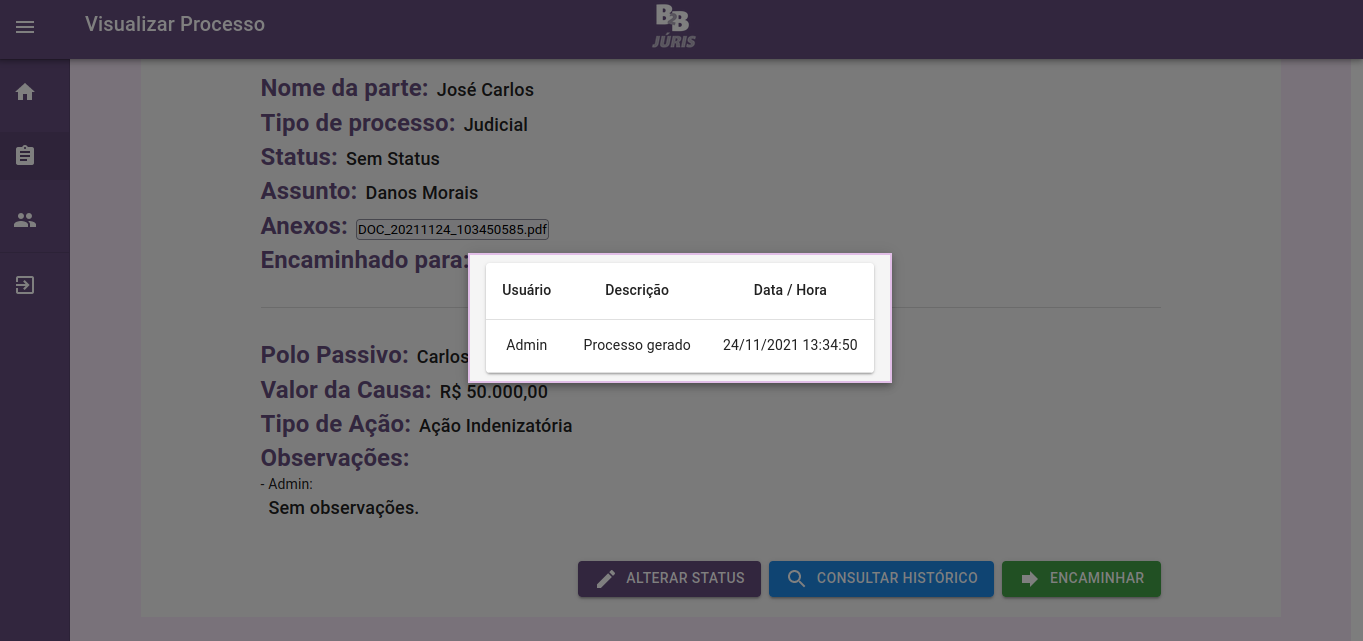 Visualizar Processo
B2B
JÚRIS
Nome da parte: José Carlos
Tipo de processo: Judicial
Status: Sem Status
Assunto: Danos Morais
Anexos: DOC_20211124_103450585.pdf
Encaminhado para:
Usuário Descrição Data / Hora
Admin Processo gerado 24/11/2021 13:34:50
Polo Passivo: Carlos
Valor da Causa: R$ 50.000,00
Tipo de Ação: Ação Indenizatória
Observações:
- Admin:
Sem observações.
ALTERAR STATUS CONSULTAR HISTÓRICO ENCAMINHAR